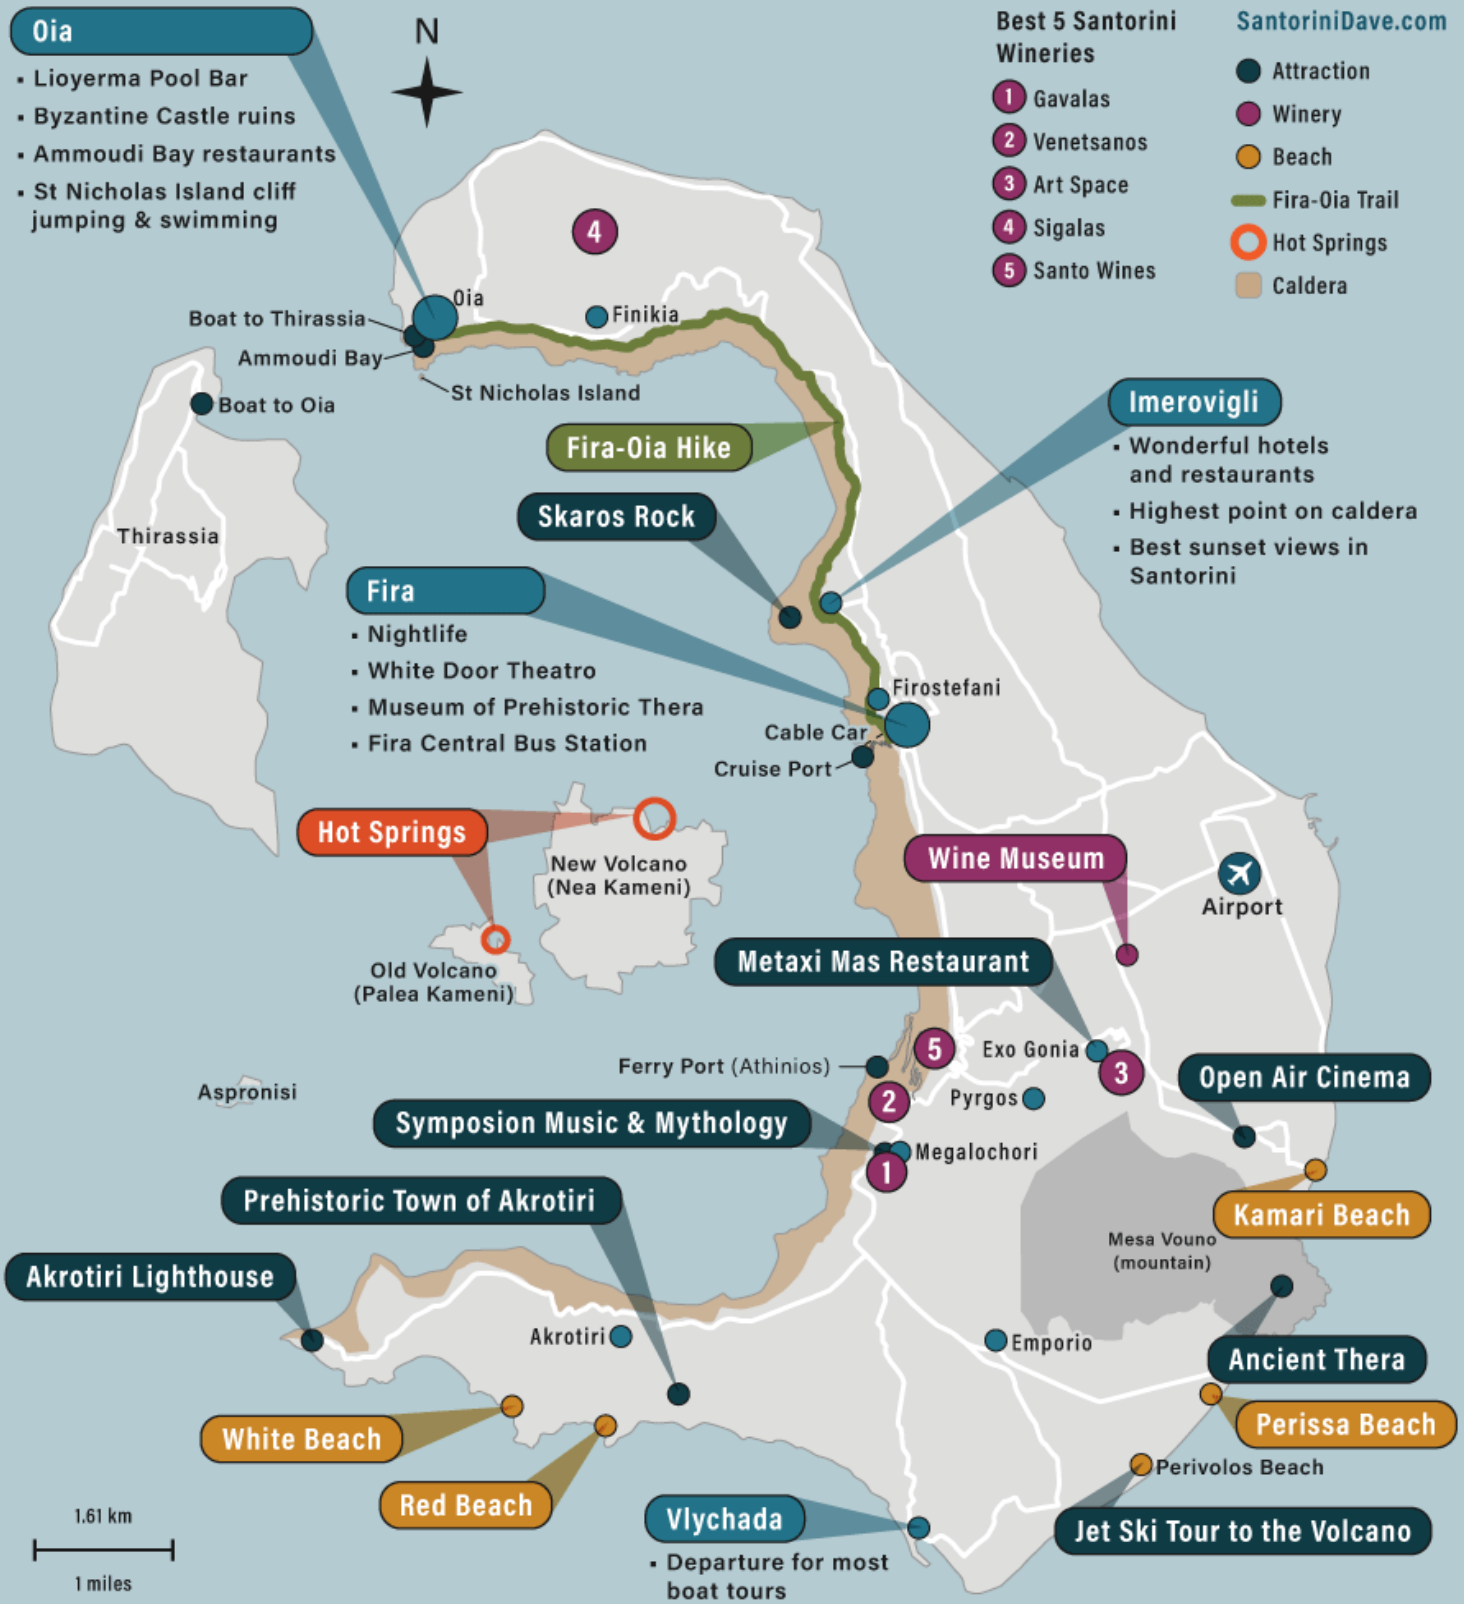 Oia
▪ Lioyerma Pool Bar
▪ Byzantine Castle ruins
▪ Ammoudi Bay restaurants
▪ St Nicholas Island cliff
jumping & swimming
N
Best 5 Santorini
Wineries
1 Gavalas
2 Venetsanos
3 Art Space
4 Sigalas
5 Santo Wines
SantoriniDave.com
Attraction
Winery
Beach
Fira-Oia Trail
Hot Springs
Caldera
4
Oia
Finikia
Boat to Thirassia
Ammoudi Bay
St Nicholas Island
Boat to Oia
Thirassia
Fira-Oia Hike
Imerovigli
▪ Wonderful hotels
and restaurants
▪ Highest point on caldera
▪ Best sunset views in
Santorini
Skaros Rock
Fira
▪ Nightlife
▪ White Door Theatro
▪ Museum of Prehistoric Thera
▪ Fira Central Bus Station
Firostefani
Cable Car
Cruise Port
Hot Springs
New Volcano
(Nea Kameni)
Old Volcano
(Palea Kameni)
Wine Museum
Airport
Metaxi Mas Restaurant
5
Exo Gonia
3
Ferry Port (Athinios)
2
Pyrgos
Open Air Cinema
Aspronisi
Symposion Music & Mythology
Megalochori
1
Kamari Beach
Prehistoric Town of Akrotiri
Mesa Vouno
(mountain)
Akrotiri Lighthouse
Akrotiri
Emporio
Ancient Thera
White Beach
Perissa Beach
Red Beach
Perivolos Beach
Vlychada
▪ Departure for most
boat tours
Jet Ski Tour to the Volcano
1.61 km
1 miles